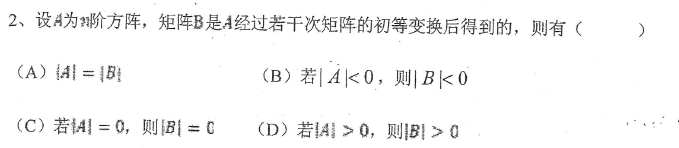 2、设A为n阶方阵，矩阵B是A经过若干次矩阵的初等变换后得到的，则有（ ）
（A）|A| = |B| （B）若| A |< 0，则| B |< 0
（C）若|A| = 0，则|B| = 0 （D）若|A| > 0，则|B| > 0